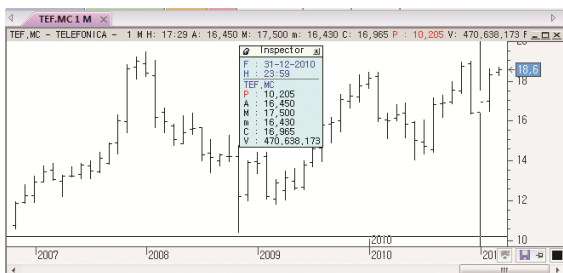 TEF.MC 1 M
TEF,MC - TELEFONICA - 1 M H: 17:29 A: 16,450 M: 17,500 m: 16,430 C: 16,965 P : 10,205 V: 470,638,173 F
Inspector
F : 31-12-2010
H : 23:59
TEF,MC
P : 10,205
A : 16,450
M : 17,500
m : 16,430
C : 16,965
V : 470,638,173
20
18,6
18
16
14
12
10
2010
2007
2008
2009
2010
201